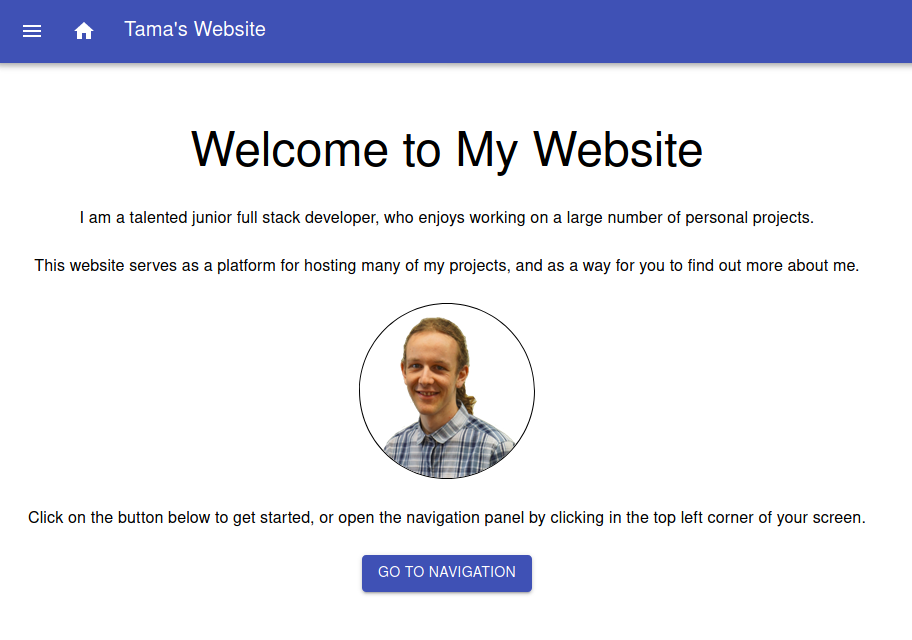 Tama's Website
Welcome to My Website
I am a talented junior full stack developer, who enjoys working on a large number of personal projects.
This website serves as a platform for hosting many of my projects, and as a way for you to find out more about me.
Click on the button below to get started, or open the navigation panel by clicking in the top left corner of your screen.
GO TO NAVIGATION